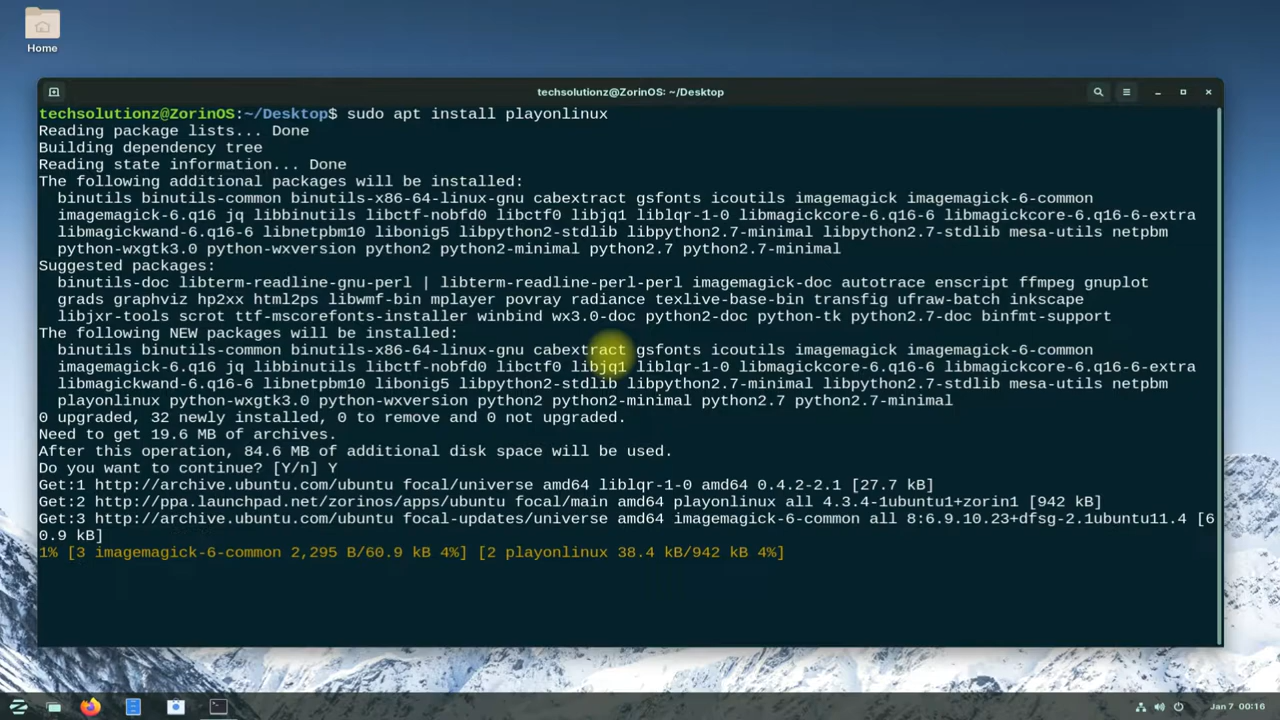 Home
techsolutionz@ZorinOS: ~/Desktop
techsolutionz@ZorinOS:~/Desktop$ sudo apt install playonlinux
Reading package lists... Done
Building dependency tree
Reading state information... Done
The following additional packages will be installed:
  binutils binutils-common binutils-x86-64-linux-gnu cabextract gsfonts icoutils imagemagick imagemagick-6-common
  imagemagick-6.q16 jq libbinutils libctf-nobfd0 libctf0 libjq1 liblqr-1-0 libmagickcore-6.q16-6 libmagickcore-6.q16-6-extra
  libmagickwand-6.q16-6 libnetpbm10 libonig5 libpython2-stdlib libpython2.7-minimal libpython2.7-stdlib mesa-utils netpbm
  python-wxgtk3.0 python-wxversion python2 python2-minimal python2.7 python2.7-minimal
Suggested packages:
  binutils-doc libterm-readline-gnu-perl | libterm-readline-perl-perl imagemagick-doc autotrace enscript ffmpeg gnuplot
  grads graphviz hp2xx html2ps libwmf-bin mplayer povray radiance texlive-base-bin transfig ufraw-batch inkscape
  libjxr-tools scrot ttf-mscorefonts-installer winbind wx3.0-doc python2-doc python-tk python2.7-doc binfmt-support
The following NEW packages will be installed:
  binutils binutils-common binutils-x86-64-linux-gnu cabextract gsfonts icoutils imagemagick imagemagick-6-common
  imagemagick-6.q16 jq libbinutils libctf-nobfd0 libctf0 libjq1 liblqr-1-0 libmagickcore-6.q16-6 libmagickcore-6.q16-6-extra
  libmagickwand-6.q16-6 libnetpbm10 libonig5 libpython2-stdlib libpython2.7-minimal libpython2.7-stdlib mesa-utils netpbm
  playonlinux python-wxgtk3.0 python-wxversion python2 python2-minimal python2.7 python2.7-minimal
0 upgraded, 32 newly installed, 0 to remove and 0 not upgraded.
Need to get 19.6 MB of archives.
After this operation, 84.6 MB of additional disk space will be used.
Do you want to continue? [Y/n] Y
Get:1 http://archive.ubuntu.com/ubuntu focal/universe amd64 liblqr-1-0 amd64 0.4.2-2.1 [27.7 kB]
Get:2 http://ppa.launchpad.net/zorinos/apps/ubuntu focal/main amd64 playonlinux all 4.3.4-1ubuntu1+zorin1 [942 kB]
Get:3 http://archive.ubuntu.com/ubuntu focal-updates/universe amd64 imagemagick-6-common all 8:6.9.10.23+dfsg-2.1ubuntu11.4 [6
0.9 kB]
1% [3 imagemagick-6-common 2,295 B/60.9 kB 4%] [2 playonlinux 38.4 kB/942 kB 4%]
Jan 7 00:16